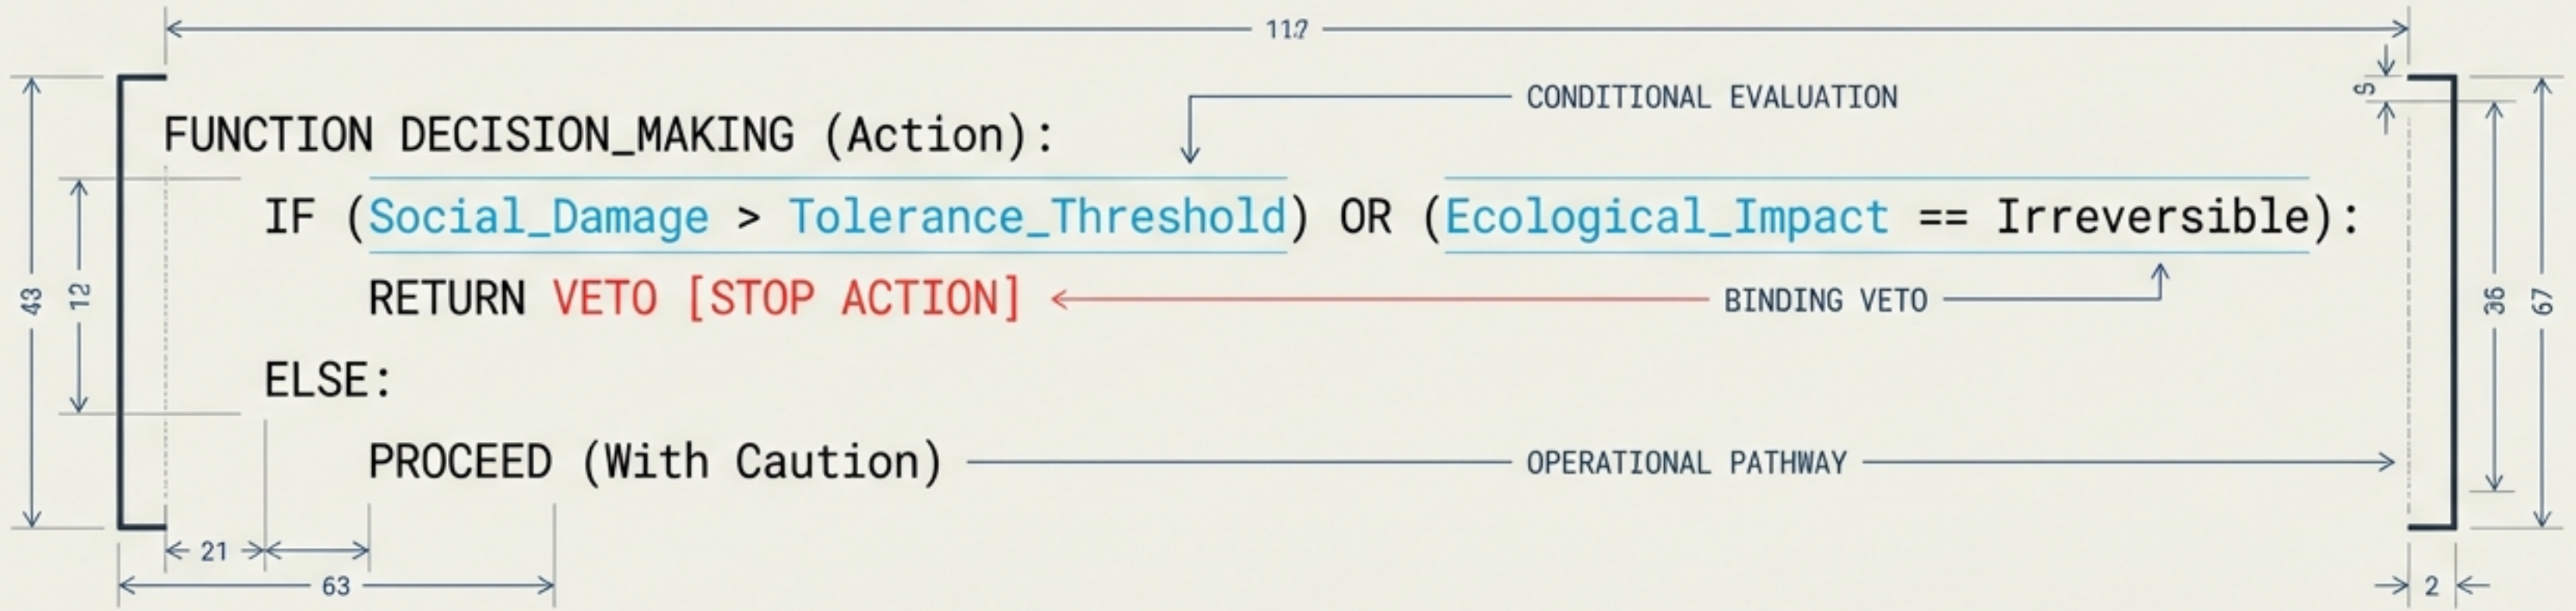 CONDITIONAL EVALUATION
FUNCTION DECISION_MAKING (Action):
IF (Social_Damage > Tolerance_Threshold) OR (Ecological_Impact == Irreversible):
RETURN VETO [STOP ACTION] BINDING VETO
ELSE:
PROCEED (With Caution) OPERATIONAL PATHWAY
43
12
67
21
63
2